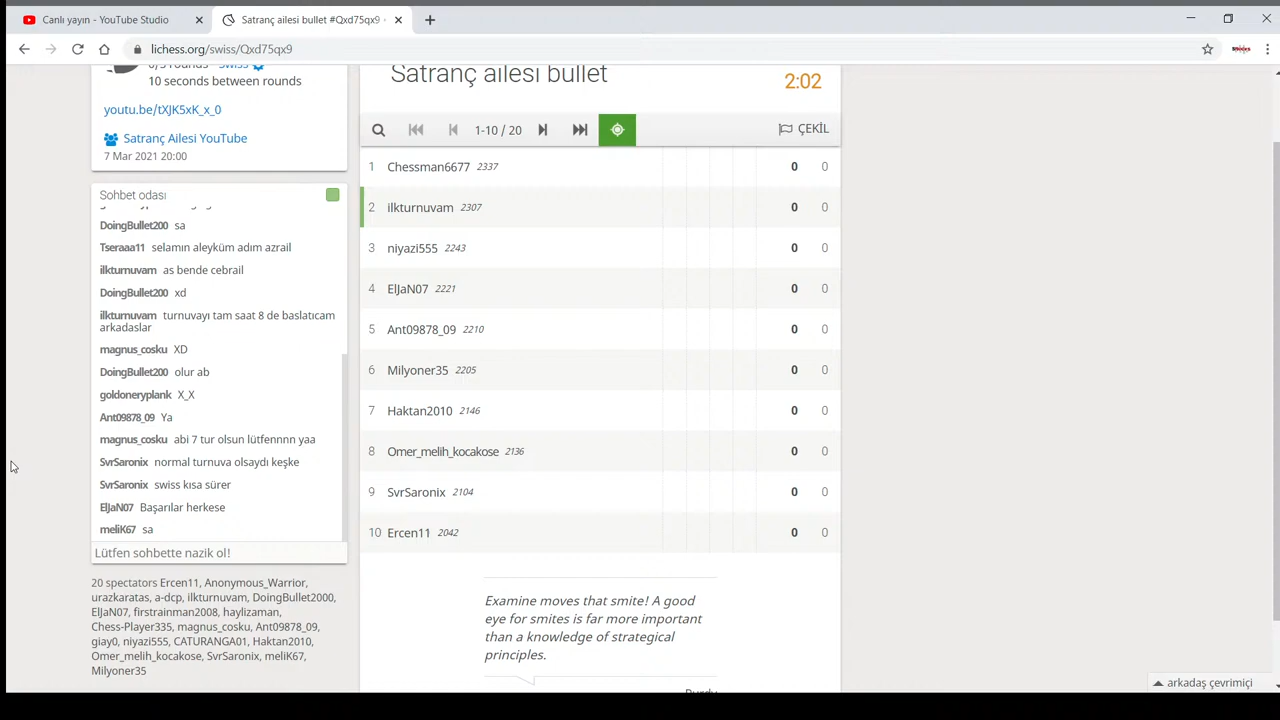 Canlı yayın - YouTube Studio
Satranç ailesi bullet #Qxd75qx9
lichess.org/swiss/Qxd75qx9
10 seconds between rounds
youtu.be/tXJK5xK_x_0
Satranç Ailesi YouTube
7 Mar 2021 20:00
Sohbet odası
DoingBullet200 sa
Tseraaa11 selamın aleyküm adım azrail
ilkturnuvam as bende cebrail
DoingBullet200 xd
ilkturnuvam turnuvayı tam saat 8 de baslatıcam
arkadaslar
magnus_cosku XD
DoingBullet200 olur ab
goldoneryplank X_X
Ant09878_09 Ya
magnus_cosku abi 7 tur olsun lütfennnn yaa
SvrSaronix normal turnuva olsaydı keşke
SvrSaronix swiss kısa sürer
ElJaN07 Başarılar herkese
meliK67 sa
Lütfen sohbette nazik ol!
20 spectators Ercen11, Anonymous_Warrior,
urazkaratas, a-dcp, ilkturnuvam, DoingBullet2000,
ElJaN07, firstrainman2008, haylizaman,
Chess-Player335, magnus_cosku, Ant09878_09,
giay0, niyazi555, CATURANGA01, Haktan2010,
Omer_melih_kocakose, SvrSaronix, meliK67,
Milyoner35
Satranç ailesi bullet
2:02
1-10 / 20
ÇEKİL
1 Chessman6677 2337 0 0
2 ilkturnuvam 2307 0 0
3 niyazi555 2243 0 0
4 ElJaN07 2221 0 0
5 Ant09878_09 2210 0 0
6 Milyoner35 2205 0 0
7 Haktan2010 2146 0 0
8 Omer_melih_kocakose 2136 0 0
9 SvrSaronix 2104 0 0
10 Ercen11 2042 0 0
Examine moves that smite! A good
eye for smites is far more important
than a knowledge of strategical
principles.
arkadaş çevrimiçi